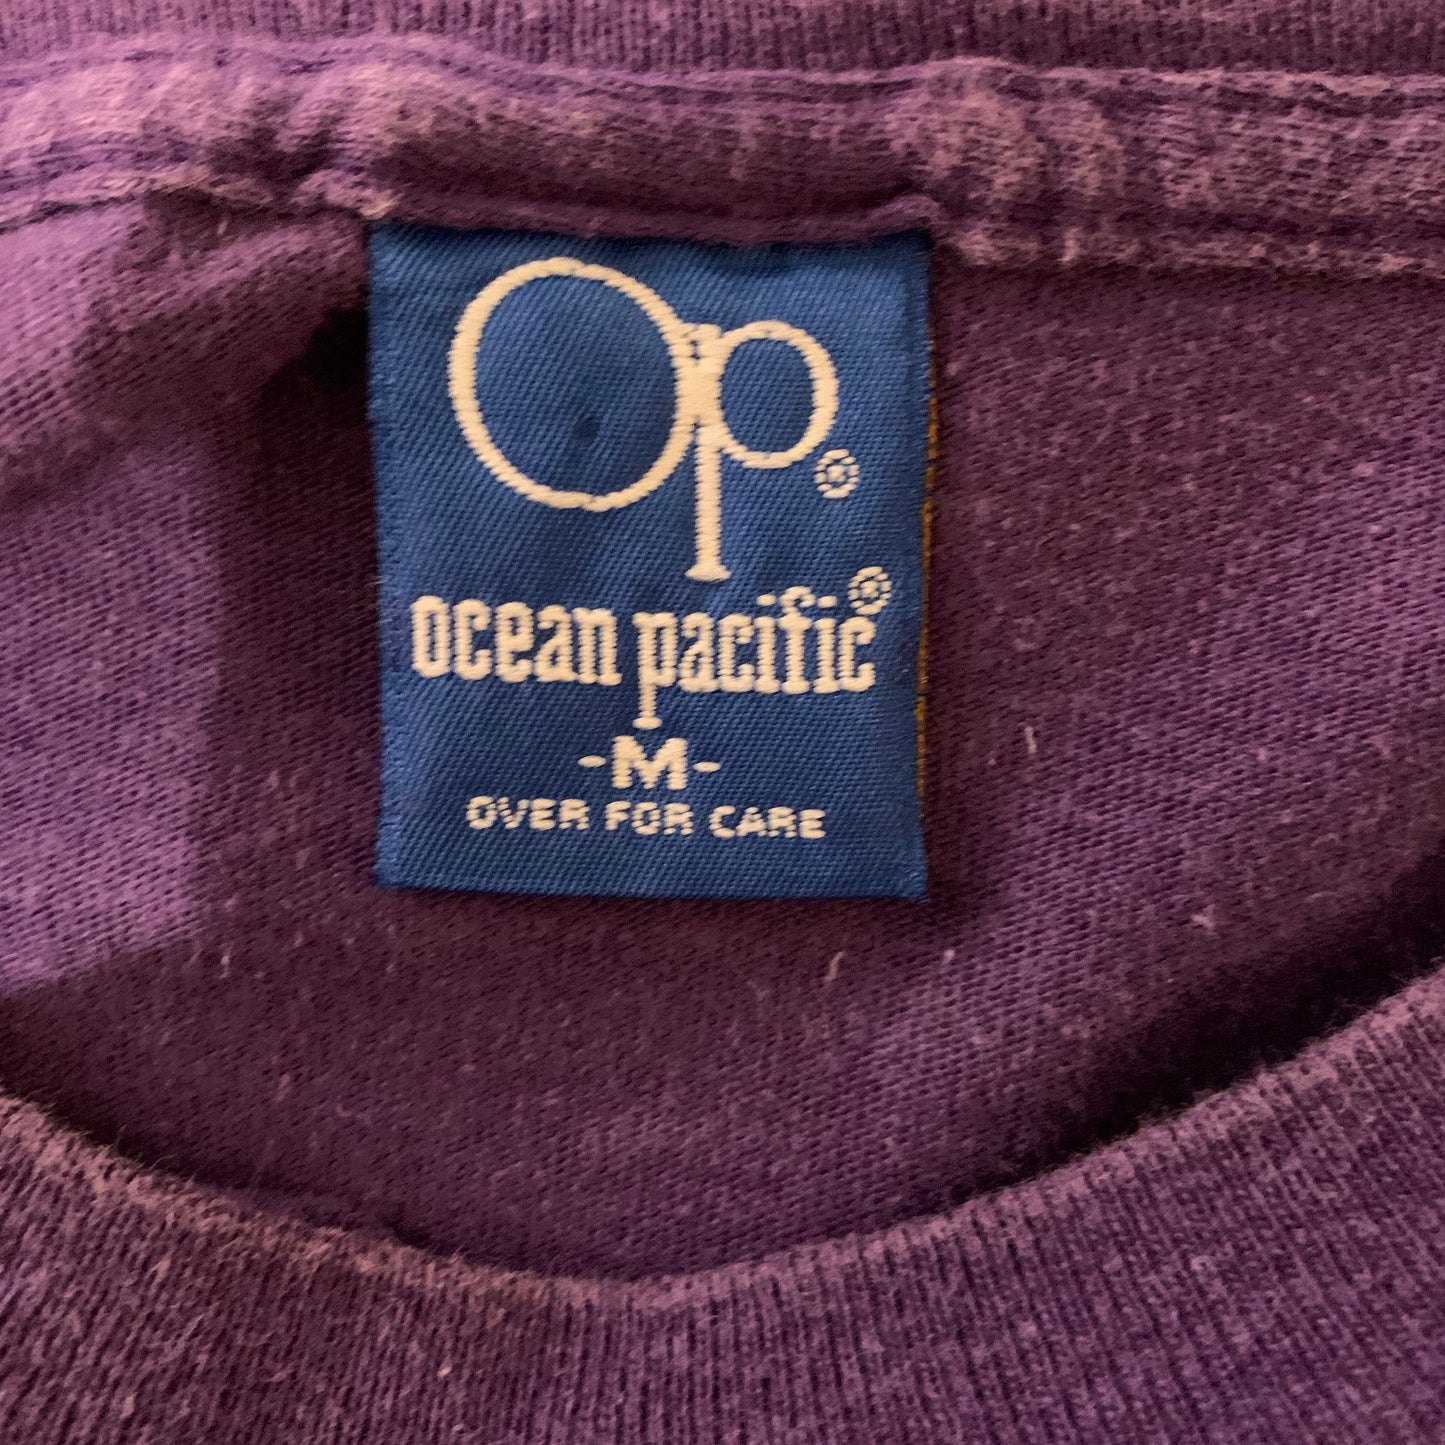 Op®
ocean pacific®
-M-
OVER FOR CARE